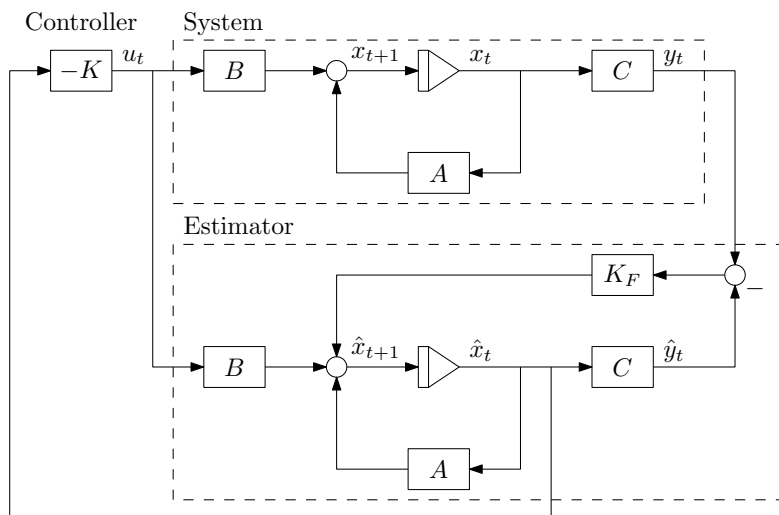 Controller
System
−K
u_t
B
x_{t+1}
x_t
C
y_t
A
Estimator
K_F
−
B
x̂_{t+1}
x̂_t
C
ŷ_t
A